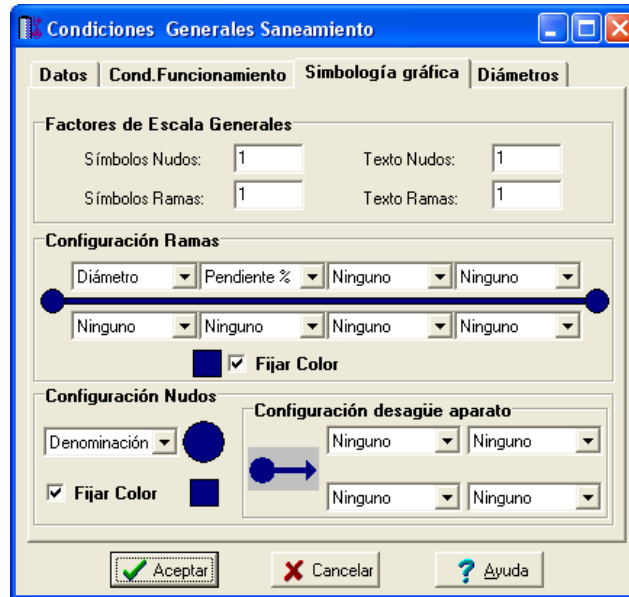 Condiciones  Generales Saneamiento
Datos Cond.Funcionamiento Simbología gráfica Diámetros
Factores de Escala Generales
Símbolos Nudos: 1 Texto Nudos: 1
Símbolos Ramas: 1 Texto Ramas: 1
Configuración Ramas
Diámetro Pendiente % Ninguno Ninguno
Ninguno Ninguno Ninguno Ninguno
Fijar Color
Configuración Nudos
Denominación
Fijar Color
Configuración desagüe aparato
Ninguno Ninguno
Ninguno Ninguno
Aceptar Cancelar Ayuda